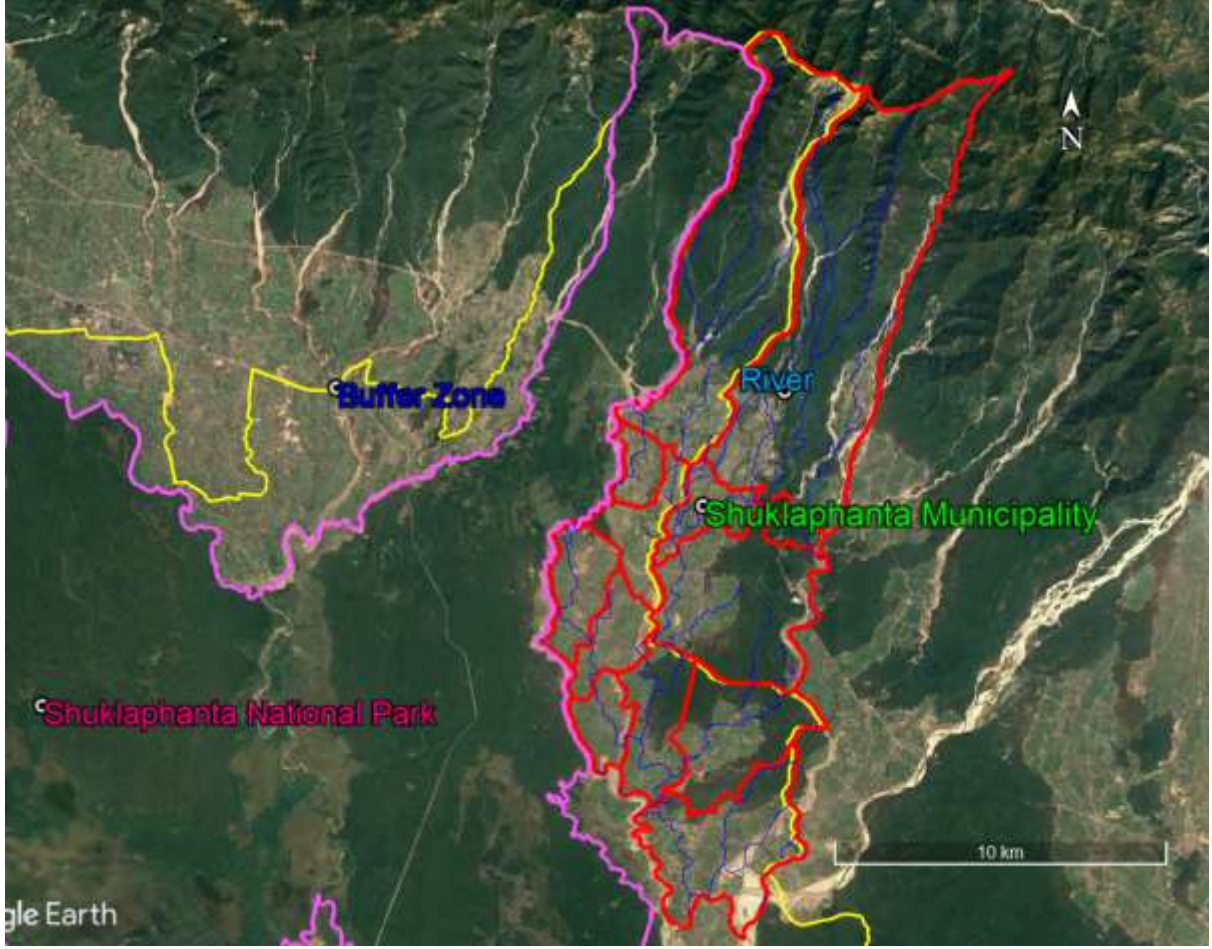 N
River
Buffer Zone
Shuklaphanta Municipality
Shuklaphanta National Park
10 km
gle Earth